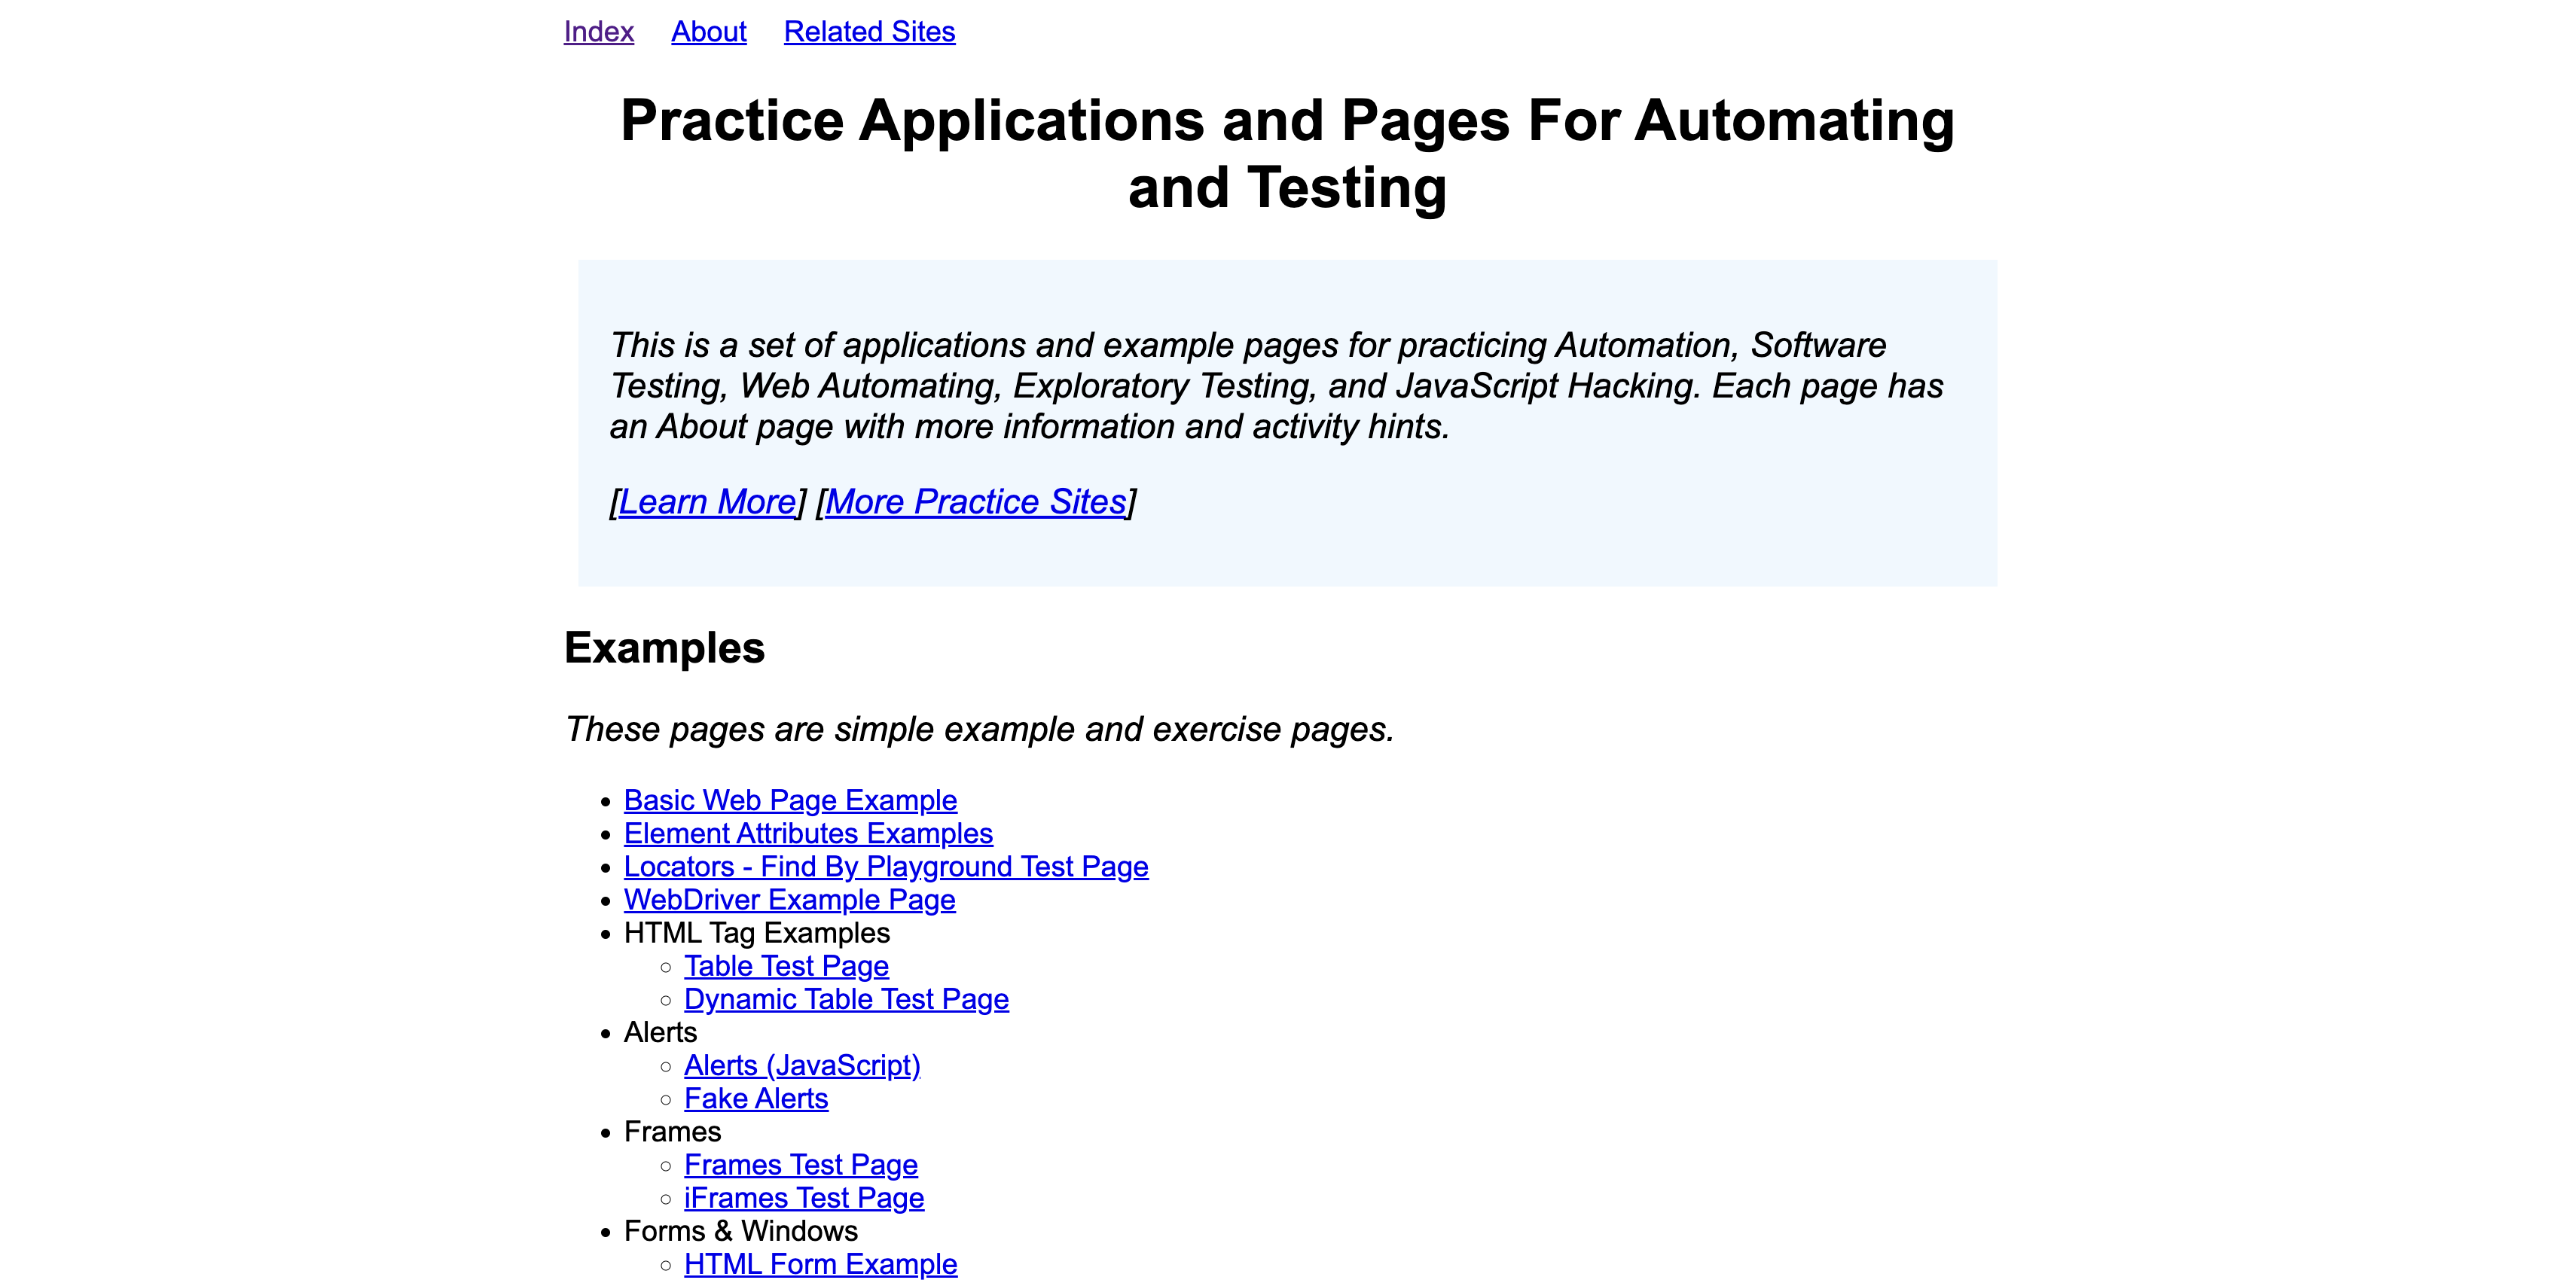 Index About Related Sites
Practice Applications and Pages For Automating
and Testing
This is a set of applications and example pages for practicing Automation, Software
Testing, Web Automating, Exploratory Testing, and JavaScript Hacking. Each page has
an About page with more information and activity hints.
[Learn More] [More Practice Sites]
Examples
These pages are simple example and exercise pages.
Basic Web Page Example
Element Attributes Examples
Locators - Find By Playground Test Page
WebDriver Example Page
HTML Tag Examples
Table Test Page
Dynamic Table Test Page
Alerts
Alerts (JavaScript)
Fake Alerts
Frames
Frames Test Page
iFrames Test Page
Forms & Windows
HTML Form Example